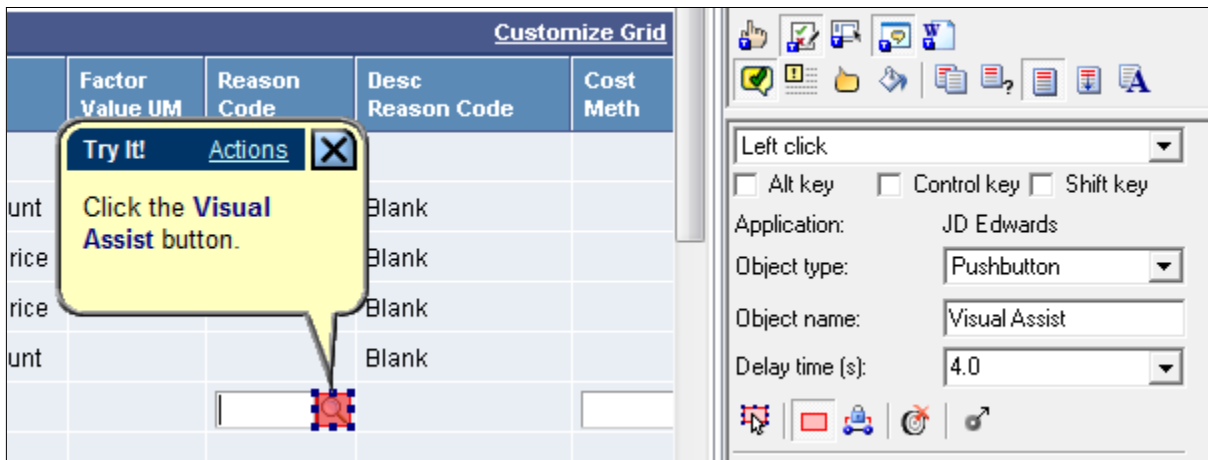 Customize Grid
Factor
Value UM
Reason
Code
Desc
Reason Code
Cost
Meth
Try It!
Actions
Click the Visual
Assist button.
unt
Blank
rice
Blank
rice
Blank
unt
Blank
Left click
Alt key
Control key
Shift key
Application:
JD Edwards
Object type:
Pushbutton
Object name:
Visual Assist
Delay time (s):
4.0